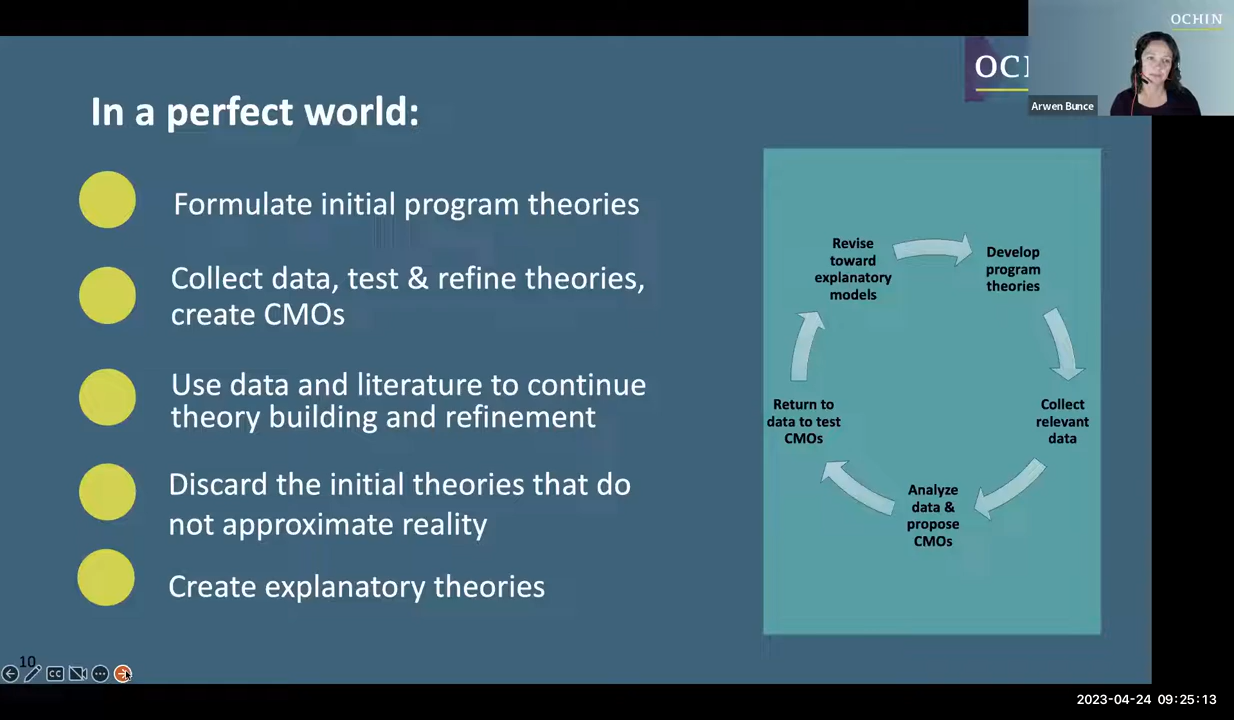 OCHIN
OCI
Arwen Bunce
In a perfect world:
Formulate initial program theories
Collect data, test & refine theories,
create CMOs
Use data and literature to continue
theory building and refinement
Discard the initial theories that do
not approximate reality
Create explanatory theories
Revise
toward
explanatory
models
Develop
program
theories
Collect
relevant
data
Analyze
data &
propose
CMOs
Return to
data to test
CMOs
10
CC
2023-04-24 09:25:13